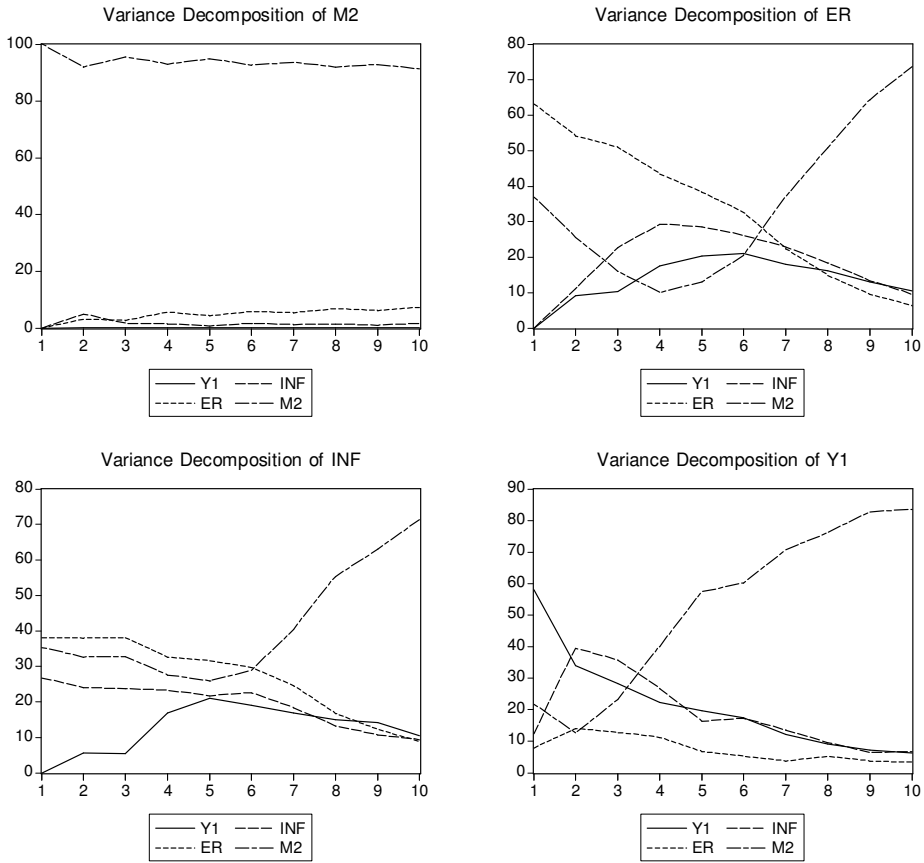 Variance Decomposition of M2
100
80
60
40
20
0
1 2 3 4 5 6 7 8 9 10
Y1 INF
ER M2
Variance Decomposition of ER
80
70
60
50
40
30
20
10
0
1 2 3 4 5 6 7 8 9 10
Y1 INF
ER M2
Variance Decomposition of INF
80
70
60
50
40
30
20
10
0
1 2 3 4 5 6 7 8 9 10
Y1 INF
ER M2
Variance Decomposition of Y1
90
80
70
60
50
40
30
20
10
0
1 2 3 4 5 6 7 8 9 10
Y1 INF
ER M2